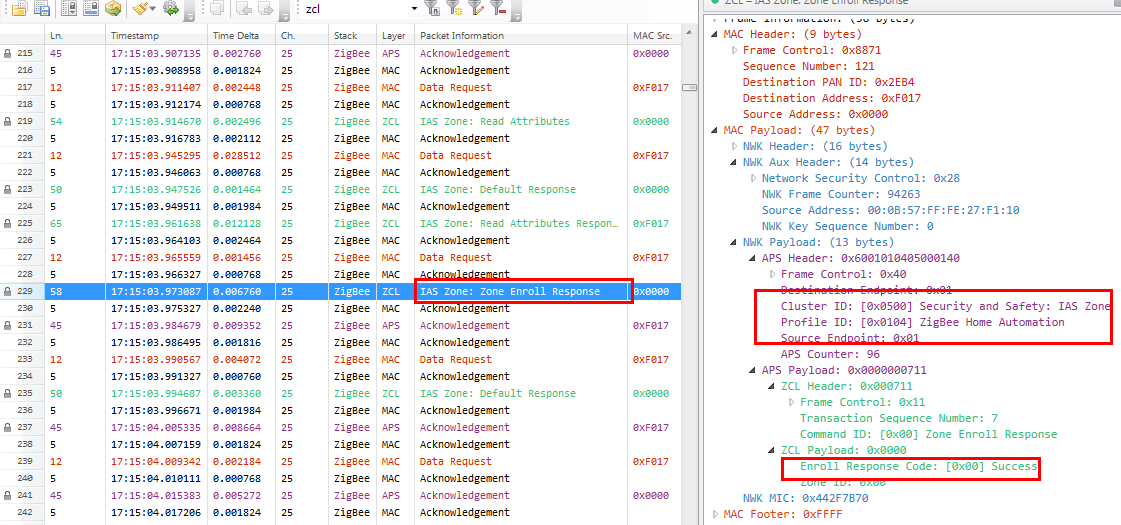 zcl
ZCL – IAS Zone: Zone Enroll Response
Ln. Timestamp Time Delta Ch. Stack Layer Packet Information MAC Src.
215 45 17:15:03.907135 0.002760 25 ZigBee APS Acknowledgement 0x0000
216 5 17:15:03.908958 0.001824 25 ZigBee MAC Acknowledgement
217 12 17:15:03.911407 0.002448 25 ZigBee MAC Data Request 0xF017
218 5 17:15:03.912174 0.000768 25 ZigBee MAC Acknowledgement
219 54 17:15:03.914670 0.002496 25 ZigBee ZCL IAS Zone: Read Attributes 0x0000
220 5 17:15:03.916783 0.002112 25 ZigBee MAC Acknowledgement
221 12 17:15:03.945295 0.028512 25 ZigBee MAC Data Request 0xF017
222 5 17:15:03.946063 0.000768 25 ZigBee MAC Acknowledgement
223 50 17:15:03.947526 0.001464 25 ZigBee ZCL IAS Zone: Default Response 0x0000
224 5 17:15:03.949511 0.001984 25 ZigBee MAC Acknowledgement
225 65 17:15:03.961638 0.012128 25 ZigBee ZCL IAS Zone: Read Attributes Respon… 0xF017
226 5 17:15:03.964103 0.002464 25 ZigBee MAC Acknowledgement
227 12 17:15:03.965559 0.001456 25 ZigBee MAC Data Request 0xF017
228 5 17:15:03.966327 0.000768 25 ZigBee MAC Acknowledgement
229 58 17:15:03.973087 0.006760 25 ZigBee ZCL IAS Zone: Zone Enroll Response 0x0000
230 5 17:15:03.975327 0.002240 25 ZigBee MAC Acknowledgement
231 45 17:15:03.984679 0.009352 25 ZigBee APS Acknowledgement 0xF017
232 5 17:15:03.986495 0.001816 25 ZigBee MAC Acknowledgement
233 12 17:15:03.990567 0.004072 25 ZigBee MAC Data Request 0xF017
234 5 17:15:03.991327 0.000760 25 ZigBee MAC Acknowledgement
235 50 17:15:03.994687 0.003360 25 ZigBee ZCL IAS Zone: Default Response 0x0000
236 5 17:15:03.996671 0.001984 25 ZigBee MAC Acknowledgement
237 45 17:15:04.005335 0.008664 25 ZigBee APS Acknowledgement 0xF017
238 5 17:15:04.007159 0.001824 25 ZigBee MAC Acknowledgement
239 12 17:15:04.009342 0.002184 25 ZigBee MAC Data Request 0xF017
240 5 17:15:04.010111 0.000768 25 ZigBee MAC Acknowledgement
241 45 17:15:04.015383 0.005272 25 ZigBee APS Acknowledgement 0x0000
242 5 17:15:04.017206 0.001824 25 ZigBee MAC Acknowledgement
Frame Information: (58 bytes)
MAC Header: (9 bytes)
Frame Control: 0x8871
Sequence Number: 121
Destination PAN ID: 0x2EB4
Destination Address: 0xF017
Source Address: 0x0000
MAC Payload: (47 bytes)
NWK Header: (16 bytes)
NWK Aux Header: (14 bytes)
Network Security Control: 0x28
NWK Frame Counter: 94263
Source Address: 00:0B:57:FF:FE:27:F1:10
NWK Key Sequence Number: 0
NWK Payload: (13 bytes)
APS Header: 0x6001010405000140
Frame Control: 0x40
Destination Endpoint: 0x01
Cluster ID: [0x0500] Security and Safety: IAS Zone
Profile ID: [0x0104] ZigBee Home Automation
Source Endpoint: 0x01
APS Counter: 96
APS Payload: 0x0000000711
ZCL Header: 0x000711
Frame Control: 0x11
Transaction Sequence Number: 7
Command ID: [0x00] Zone Enroll Response
ZCL Payload: 0x0000
Enroll Response Code: [0x00] Success
Zone ID: 0x00
NWK MIC: 0x442F7B70
MAC Footer: 0xFFFF